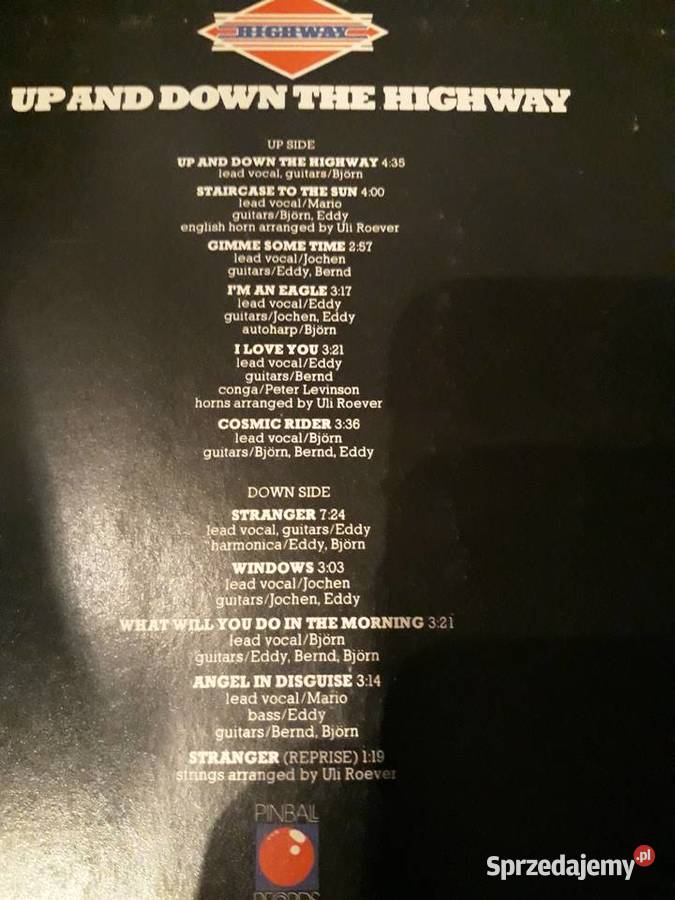 HIGHWAY
UP AND DOWN THE HIGHWAY
UP SIDE
UP AND DOWN THE HIGHWAY 4:35
lead vocal, guitars/Björn
STAIRCASE TO THE SUN 4:00
lead vocal/Mario
guitars/Björn, Eddy
english horn arranged by Uli Roever
GIMME SOME TIME 2:57
lead vocal/Jochen
guitars/Eddy, Bernd
I'M AN EAGLE 3:17
lead vocal/Eddy
guitars/Jochen, Eddy
autoharp/Björn
I LOVE YOU 3:21
lead vocal/Eddy
guitars/Bernd
conga/Peter Levinson
horns arranged by Uli Roever
COSMIC RIDER 3:36
lead vocal/Björn
guitars/Björn, Bernd, Eddy
DOWN SIDE
STRANGER 7:24
lead vocal, guitars/Eddy
harmonica/Eddy, Björn
WINDOWS 3:03
lead vocal/Jochen
guitars/Jochen, Eddy
WHAT WILL YOU DO IN THE MORNING 3:21
lead vocal/Björn
guitars/Eddy, Bernd, Björn
ANGEL IN DISGUISE 3:14
lead vocal/Mario
bass/Eddy
guitars/Bernd, Björn
STRANGER (REPRISE) 1:19
strings arranged by Uli Roever
PINBALL
RECORDS
Sprzedajemy.pl